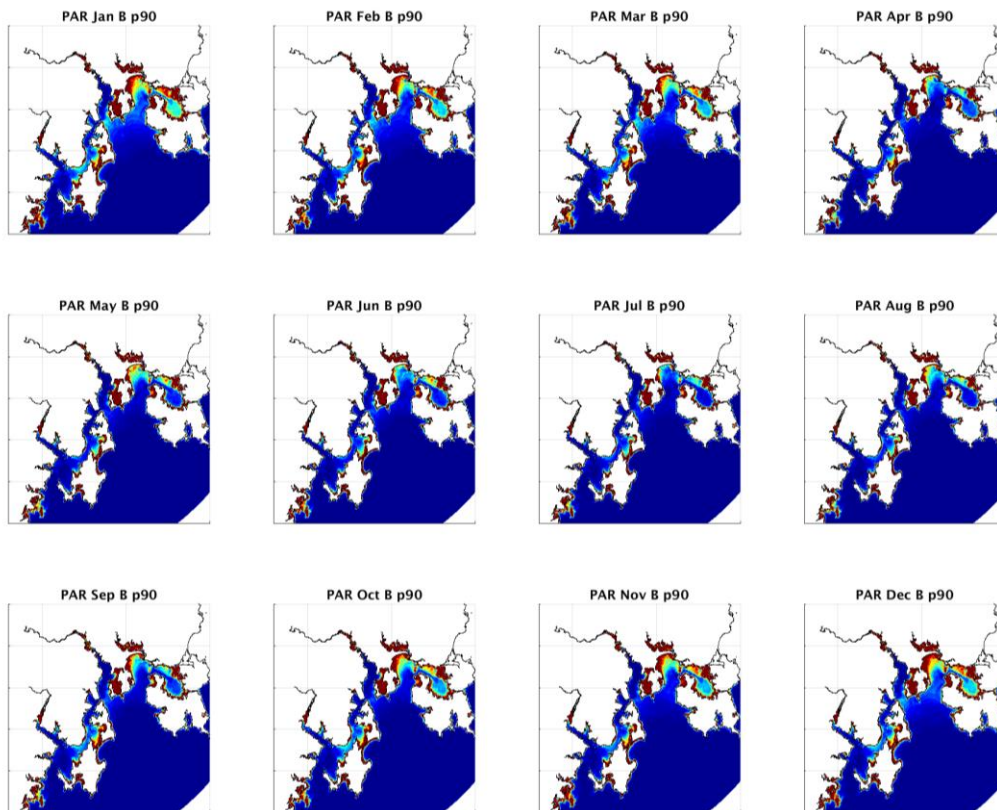 PAR Jan B p90
PAR Feb B p90
PAR Mar B p90
PAR Apr B p90
PAR May B p90
PAR Jun B p90
PAR Jul B p90
PAR Aug B p90
PAR Sep B p90
PAR Oct B p90
PAR Nov B p90
PAR Dec B p90